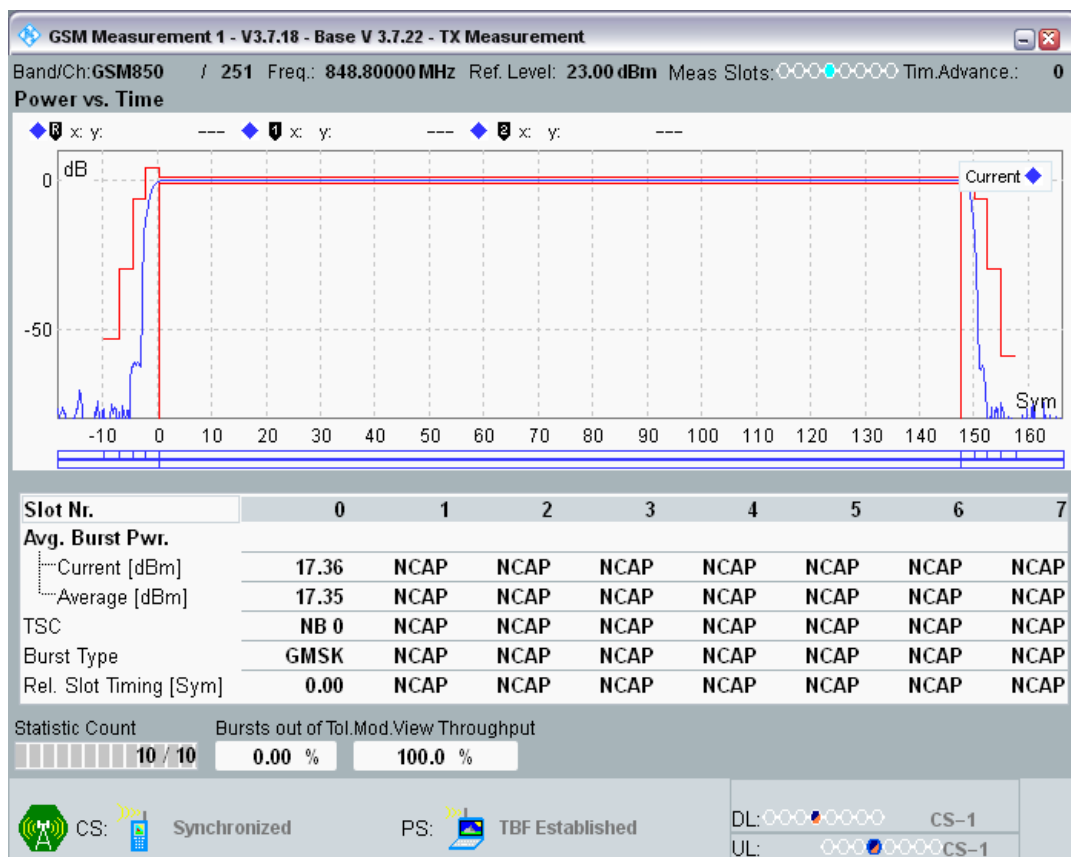 GSM Measurement 1 - V3.7.18 - Base V 3.7.22 - TX Measurement
Band/Ch:GSM850 / 251 Freq.: 848.80000 MHz Ref. Level: 23.00 dBm Meas Slots: Tim.Advance.: 0
Power vs. Time
R x: y: --- 1 x: y: --- 2 x: y: ---
dB
Current
0
-50
Sym
-10 0 10 20 30 40 50 60 70 80 90 100 110 120 130 140 150 160
Slot Nr. 0 1 2 3 4 5 6 7
Avg. Burst Pwr.
Current [dBm] 17.36 NCAP NCAP NCAP NCAP NCAP NCAP NCAP
Average [dBm] 17.35 NCAP NCAP NCAP NCAP NCAP NCAP NCAP
TSC NB 0 NCAP NCAP NCAP NCAP NCAP NCAP NCAP
Burst Type GMSK NCAP NCAP NCAP NCAP NCAP NCAP NCAP
Rel. Slot Timing [Sym] 0.00 NCAP NCAP NCAP NCAP NCAP NCAP NCAP
Statistic Count Bursts out of Tol.Mod.View Throughput
10 / 10 0.00 % 100.0 %
CS: Synchronized PS: TBF Established DL: CS-1
UL: CS-1